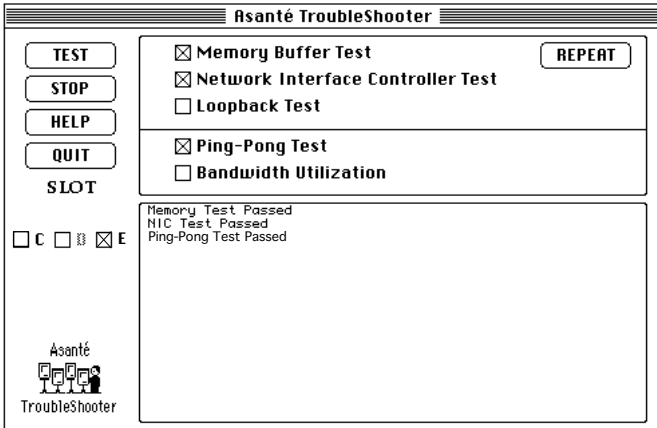 Asanté TroubleShooter
TEST
STOP
HELP
QUIT
SLOT
C D E
Asanté
TroubleShooter
Memory Buffer Test
REPEAT
Network Interface Controller Test
Loopback Test
Ping-Pong Test
Bandwidth Utilization
Memory Test Passed
NIC Test Passed
Ping-Pong Test Passed